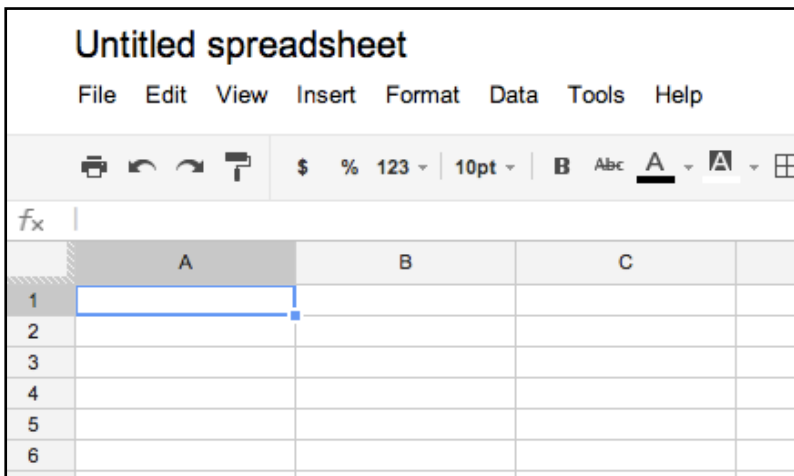 Untitled spreadsheet
File Edit View Insert Format Data Tools Help
$ % 123 10pt B Abc A A
fx
A B C
1
2
3
4
5
6